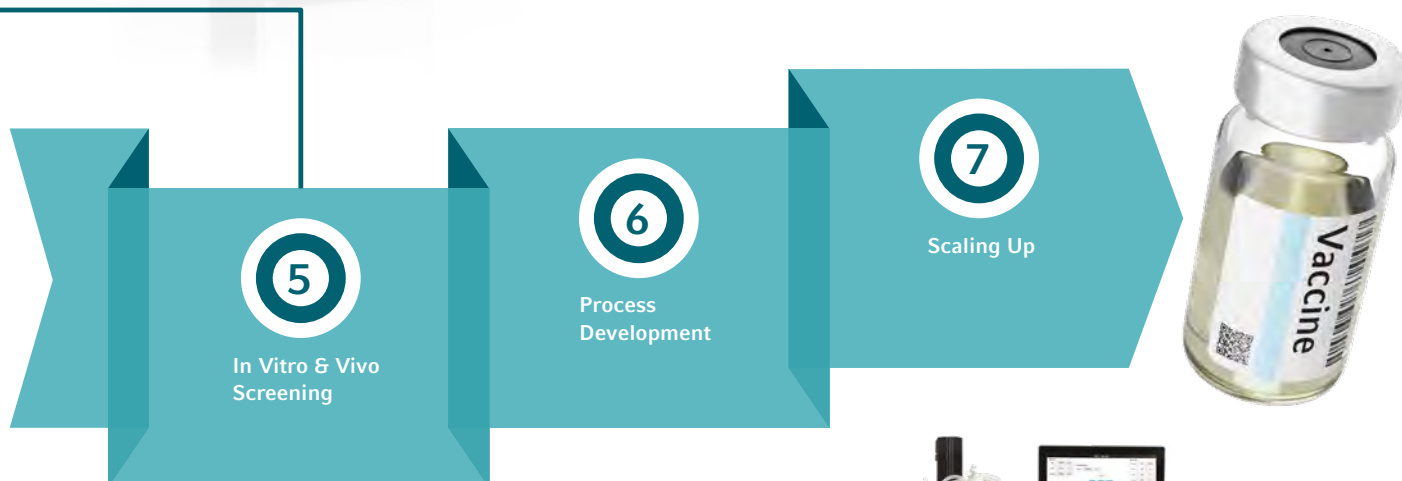 5
In Vitro & Vivo
Screening
6
Process
Development
7
Scaling Up
Vaccine